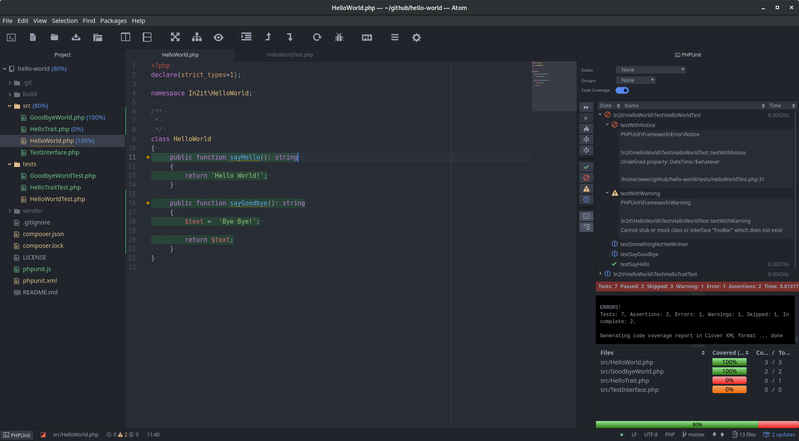 HelloWorld.php — ~/github/hello-world — Atom
File Edit View Selection Find Packages Help
Project
hello-world (80%)
.git
build
src (80%)
GoodbyeWorld.php (100%)
HelloTrait.php (0%)
HelloWorld.php (100%)
TestInterface.php
tests
GoodbyeWorldTest.php
HelloTraitTest.php
HelloWorldTest.php
vendor
.gitignore
composer.json
composer.lock
LICENSE
phpunit.js
phpunit.xml
README.md
HelloWorld.php
HelloWorldTest.php
1 <?php
2 declare(strict_types=1);
3
4 namespace In2it\HelloWorld;
5
6 /**
7 *
8 */
9 class HelloWorld
10 {
11 public function sayHello(): string
12 {
13 return 'Hello World!';
14 }
15
16 public function sayGoodbye(): string
17 {
18 $text = 'Bye Bye!';
19
20 return $text;
21 }
22 }
23
PHPUnit
Suites: None
Groups: None
Code Coverage:
State Name Time
In2it\HelloWorld\Test\HelloWorldTest 0.00530s
testWithNotice
PHPUnit\Framework\Error\Notice
In2it\HelloWorld\Test\HelloWorldTest::testWithNotice
Undefined property: DateTime::$whatever
/home/rowen/github/hello-world/tests/HelloWorldTest.php:31
testWithWarning
PHPUnit\Framework\Warning
In2it\HelloWorld\Test\HelloWorldTest::testWithWarning
Cannot stub or mock class or interface "FooBar" which does not exist
testSomethingNotYetWritten
testSayGoodbye
testSayHello 0.00079s
In2it\HelloWorld\Test\HelloTraitTest 0.00434s
Tests: 7 Passed: 2 Skipped: 3 Warning: 1 Error: 1 Assertions: 2 Time: 0.01317
ERRORS!
Tests: 7, Assertions: 2, Errors: 1, Warnings: 1, Skipped: 1, In
complete: 2.
Generating code coverage report in Clover XML format ... done
Files Covered (... Co... / To...
src/HelloWorld.php 100% 3 / 3
src/GoodbyeWorld.php 100% 2 / 2
src/HelloTrait.php 0% 0 / 1
src/TestInterface.php 0% 0 / 0
80%
PHPUnit src/HelloWorld.php 0 2 0 11:40 LF UTF-8 PHP master 13 files 2 updates